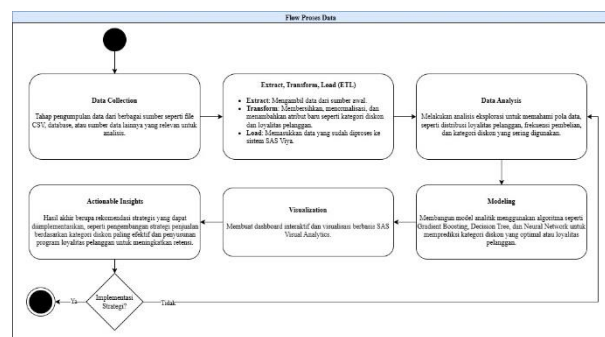 Flow Proses Data
Data Collection
Tahap pengumpulan data dari berbagai sumber seperti file
CSV, database, atau sumber data lainnya yang relevan untuk
analisis.
Extract, Transform, Load (ETL)
Extract: Mengambil data dari sumber awal.
Transform: Membersihkan, menormalisasi, dan
menambahkan atribut baru seperti kategori diskon
dan loyalitas pelanggan.
Load: Memasukkan data yang sudah diproses ke
sistem SAS Viya.
Data Analysis
Melakukan analisis eksplorasi untuk memahami pola data,
seperti distribusi loyalitas pelanggan, frekuensi pembelian,
dan kategori diskon yang sering digunakan.
Actionable Insights
Hasil akhir berupa rekomendasi strategis yang dapat
diimplementasikan, seperti pengembangan strategi penjualan
berdasarkan kategori diskon paling efektif dan penyusunan
program loyalitas pelanggan untuk meningkatkan retensi.
Visualization
Membuat dashboard interaktif dan visualisasi berbasis SAS
Visual Analytics.
Modeling
Membangun model analitik menggunakan algoritma seperti
Gradient Boosting, Decision Tree, dan Neural Network untuk
memprediksi kategori diskon yang optimal atau loyalitas
pelanggan.
Implementasi
Strategi?
Ya
Tidak